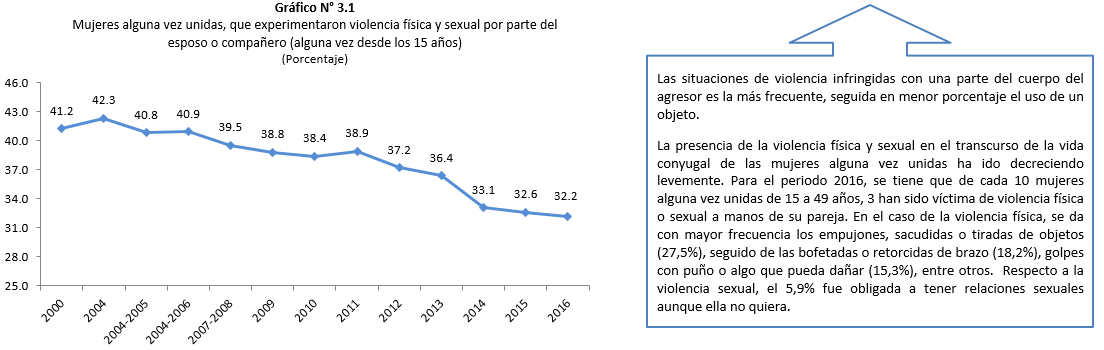 Gráfico N° 3.1
Mujeres alguna vez unidas, que experimentaron violencia física y sexual por parte del
esposo o compañero (alguna vez desde los 15 años)
(Porcentaje)
46.0
43.0
40.0
37.0
34.0
31.0
28.0
25.0
41.2
42.3
40.8
40.9
39.5
38.8
38.4
38.9
37.2
36.4
33.1
32.6
32.2
2000
2004
2004-2005
2004-2006
2007-2008
2009
2010
2011
2012
2013
2014
2015
2016
Las situaciones de violencia infringidas con una parte del cuerpo del
agresor es la más frecuente, seguida en menor porcentaje el uso de un
objeto.
La presencia de la violencia física y sexual en el transcurso de la vida
conyugal de las mujeres alguna vez unidas ha ido decreciendo
levemente. Para el periodo 2016, se tiene que de cada 10 mujeres
alguna vez unidas de 15 a 49 años, 3 han sido víctima de violencia física
o sexual a manos de su pareja. En el caso de la violencia física, se da
con mayor frecuencia los empujones, sacudidas o tiradas de objetos
(27,5%), seguido de las bofetadas o retorcidas de brazo (18,2%), golpes
con puño o algo que pueda dañar (15,3%), entre otros. Respecto a la
violencia sexual, el 5,9% fue obligada a tener relaciones sexuales
aunque ella no quiera.